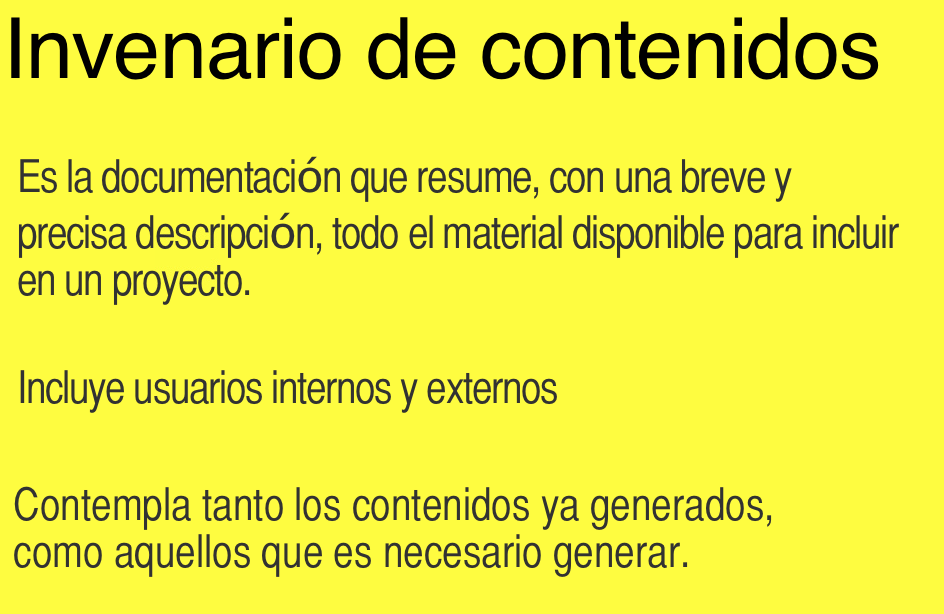 Invenario de contenidos
Es la documentación que resume, con una breve y
precisa descripción, todo el material disponible para incluir
en un proyecto.
Incluye usuarios internos y externos
Contempla tanto los contenidos ya generados,
como aquellos que es necesario generar.